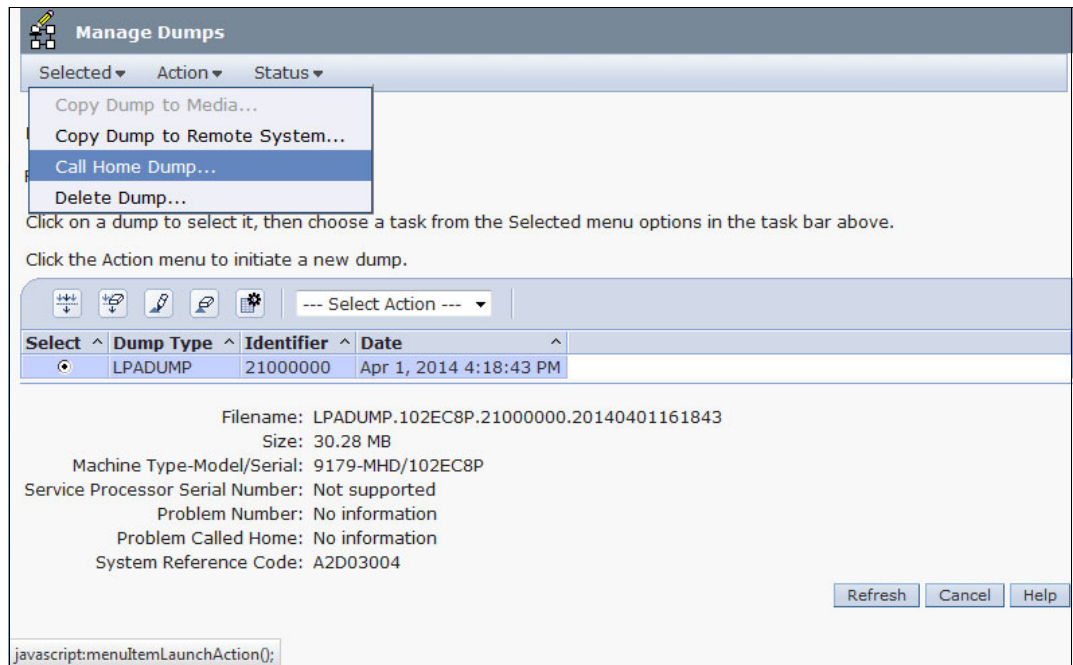 Manage Dumps
Selected Action Status
Copy Dump to Media...
Copy Dump to Remote System...
Call Home Dump...
Delete Dump...
Click on a dump to select it, then choose a task from the Selected menu options in the task bar above.
Click the Action menu to initiate a new dump.
--- Select Action ---
Select ^ Dump Type ^ Identifier ^ Date ^
LPADUMP 21000000 Apr 1, 2014 4:18:43 PM
Filename: LPADUMP.102EC8P.21000000.20140401161843
Size: 30.28 MB
Machine Type-Model/Serial: 9179-MHD/102EC8P
Service Processor Serial Number: Not supported
Problem Number: No information
Problem Called Home: No information
System Reference Code: A2D03004
Refresh Cancel Help
javascript:menuItemLaunchAction();